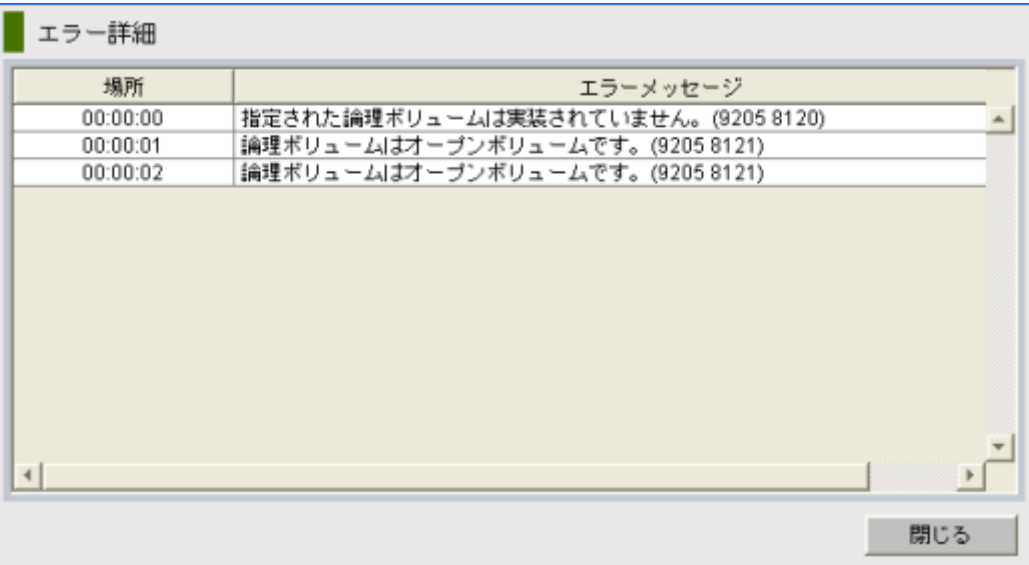 エラー詳細
場所 エラーメッセージ
00:00:00 指定された論理ボリュームは実装されていません。(9205 8120)
00:00:01 論理ボリュームはオープンボリュームです。(9205 8121)
00:00:02 論理ボリュームはオープンボリュームです。(9205 8121)
閉じる